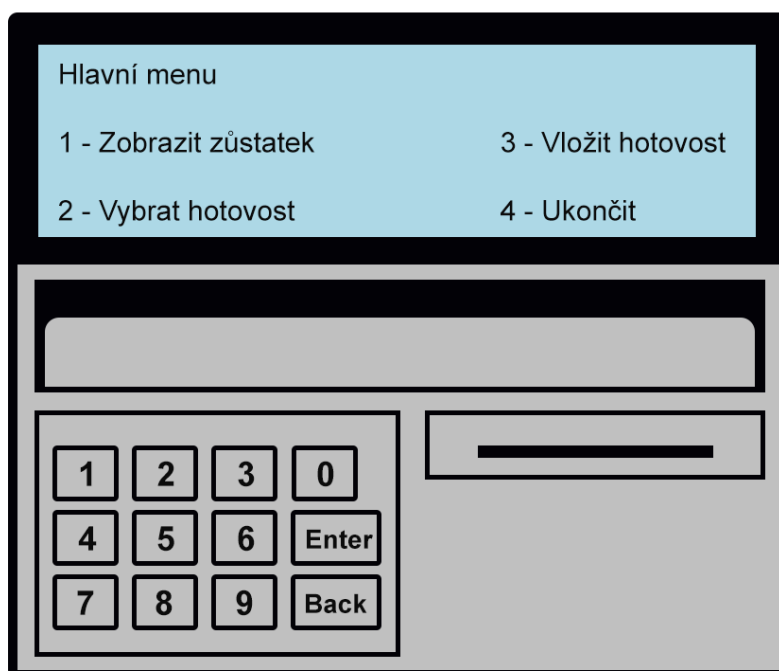 Hlavní menu
1 - Zobrazit zůstatek 3 - Vložit hotovost
2 - Vybrat hotovost 4 - Ukončit
1 2 3 0
4 5 6 Enter
7 8 9 Back